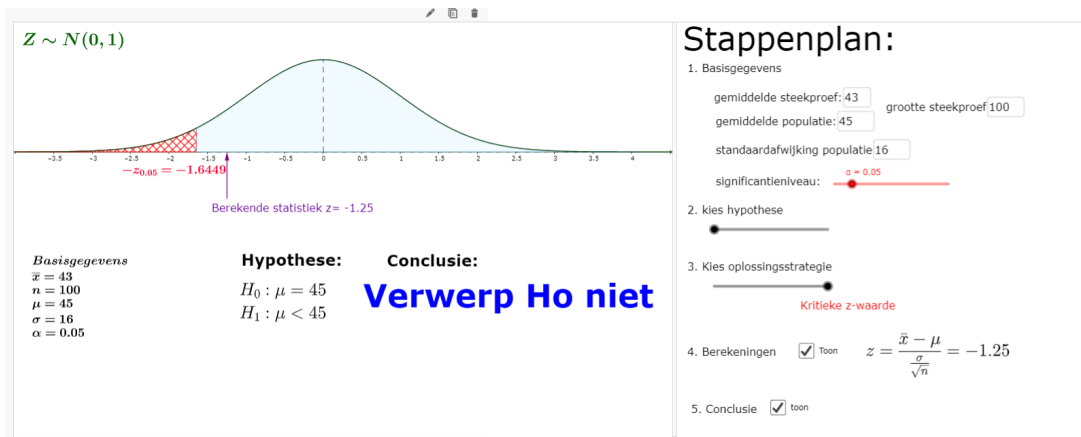 Z ∼ N(0, 1)
-3.5 -3 -2.5 -2 -1.5 -1 -0.5 0 0.5 1 1.5 2 2.5 3 3.5 4
−z0.05 = −1.6449
Berekende statistiek z= -1.25
Basisgegevens
x̄ = 43
n = 100
μ = 45
σ = 16
α = 0.05
Hypothese:
H₀ : μ = 45
H₁ : μ < 45
Conclusie:
Verwerp Ho niet
Stappenplan:
1. Basisgegevens
gemiddelde steekproef: 43
grootte steekproef 100
gemiddelde populatie: 45
standaardafwijking populatie 16
significantieniveau:
α = 0.05
2. kies hypothese
3. Kies oplossingsstrategie
Kritieke z-waarde
4. Berekeningen Toon z = (x̄ − μ) / (σ/√n) = −1.25
5. Conclusie toon